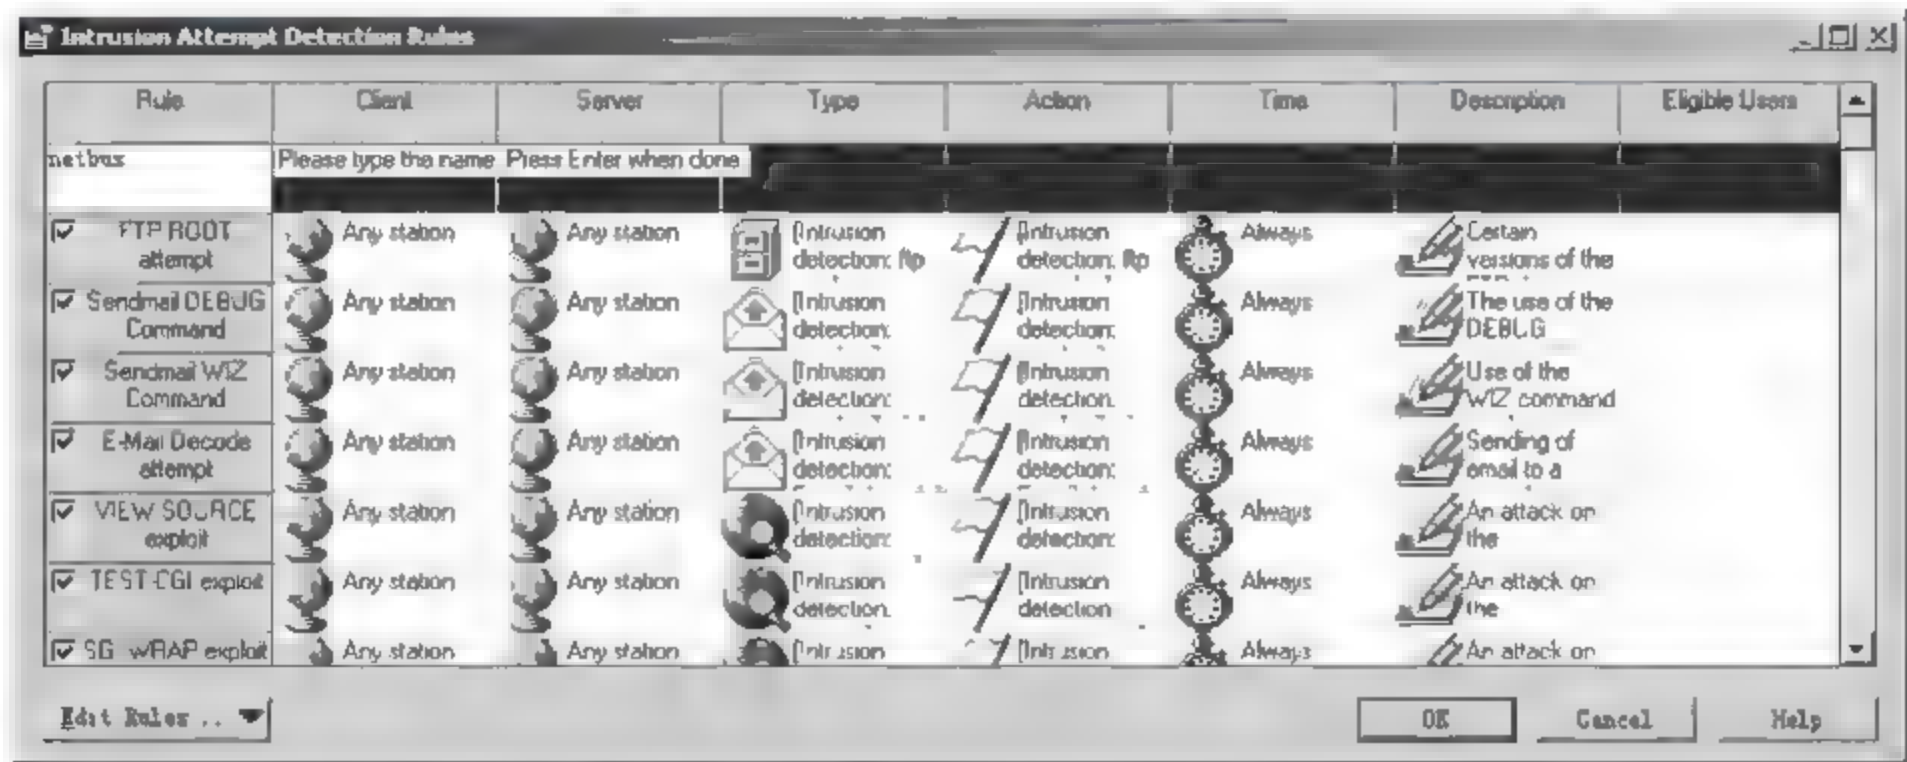 Intrusion Attempt Detection Rules
Rule Client Server Type Action Time Description Eligible Users
netbus Please type the name Press Enter when done
FTP ROOT attempt Any station Any station [Intrusion detection: ftp [Intrusion detection: ftp Always Certain versions of the
Sendmail DEBUG Command Any station Any station [Intrusion detection: [Intrusion detection: Always The use of the DEBUG
Sendmail WIZ Command Any station Any station [Intrusion detection: [Intrusion detection: Always Use of the WIZ command
E-Mail Decode attempt Any station Any station [Intrusion detection: [Intrusion detection: Always Sending of email to a
VIEW SOURCE exploit Any station Any station [Intrusion detection: [Intrusion detection: Always An attack on the
TEST-CGI exploit Any station Any station [Intrusion detection: [Intrusion detection: Always An attack on the
WRAP exploit Any station Any station [Intrusion [Intrusion Always An attack on
Edit Rules .. OK Cancel Help